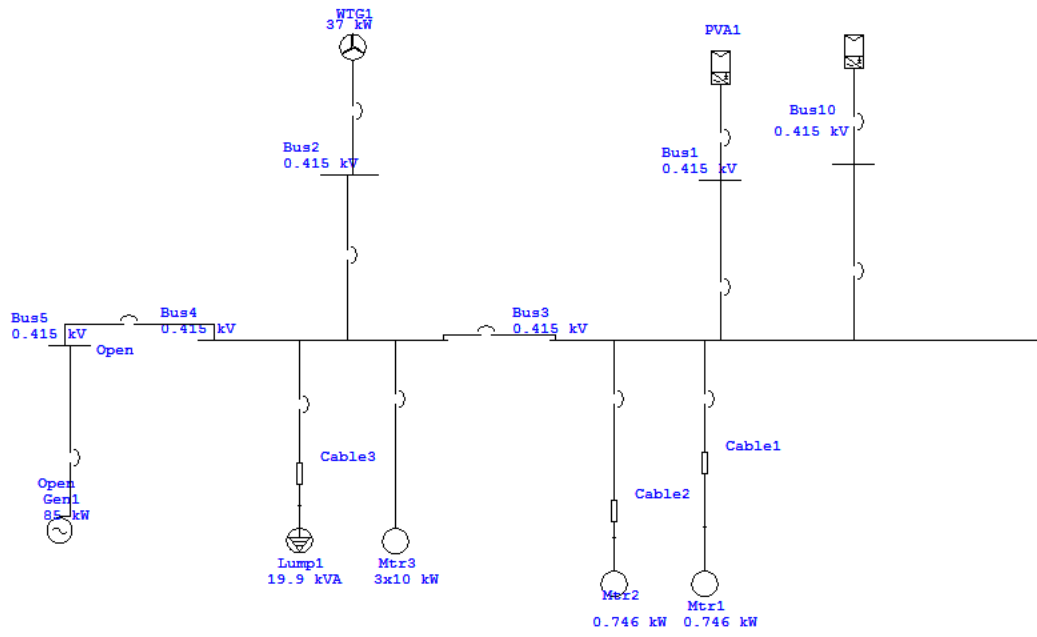 WTG1
37 kW
PVA1
Bus10
0.415 kV
Bus2
0.415 kV
Bus1
0.415 kV
Bus5
0.415 kV
Bus4
0.415 kV
Bus3
0.415 kV
Open
Cable3
Cable1
Cable2
Open
Gen1
85 kW
Lump1
19.9 kVA
Mtr3
3x10 kW
Mtr2
0.746 kW
Mtr1
0.746 kW